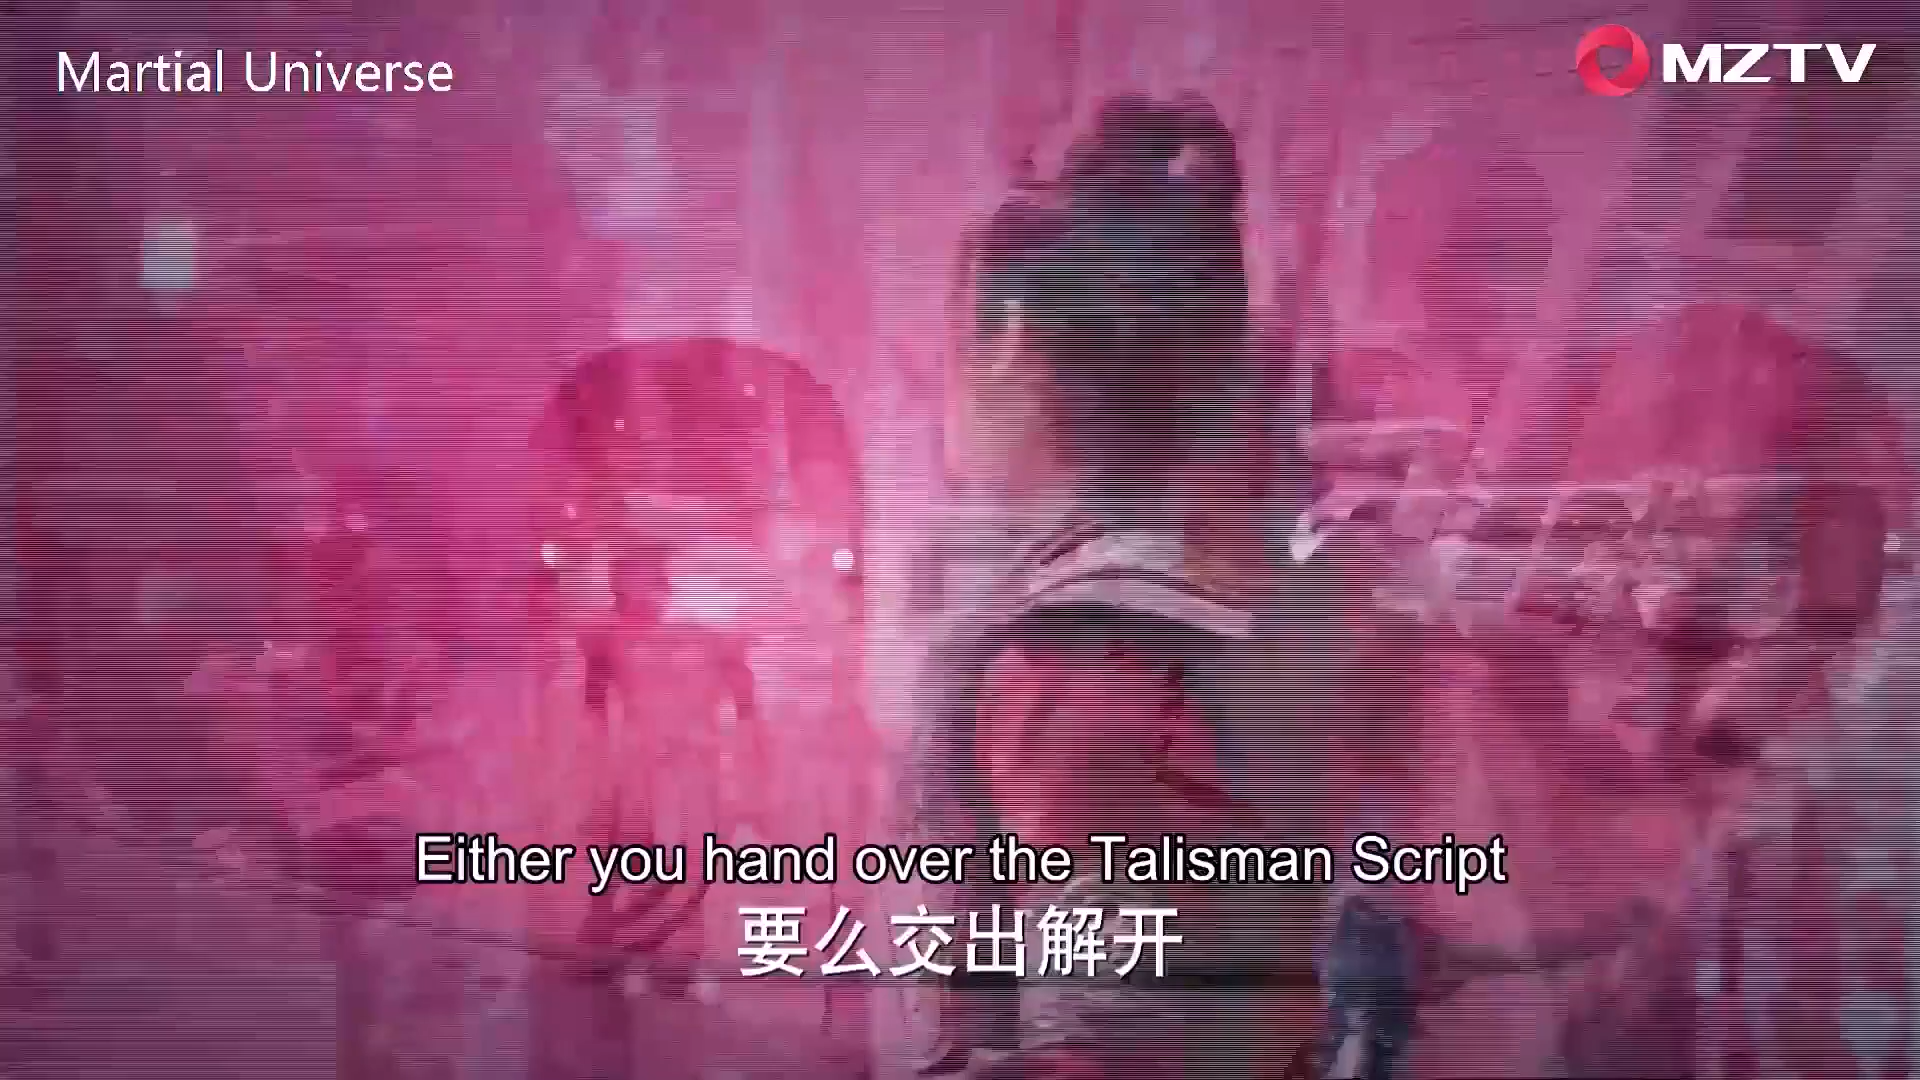 Martial Universe
MZTV
Either you hand over the Talisman Script
要么交出解开